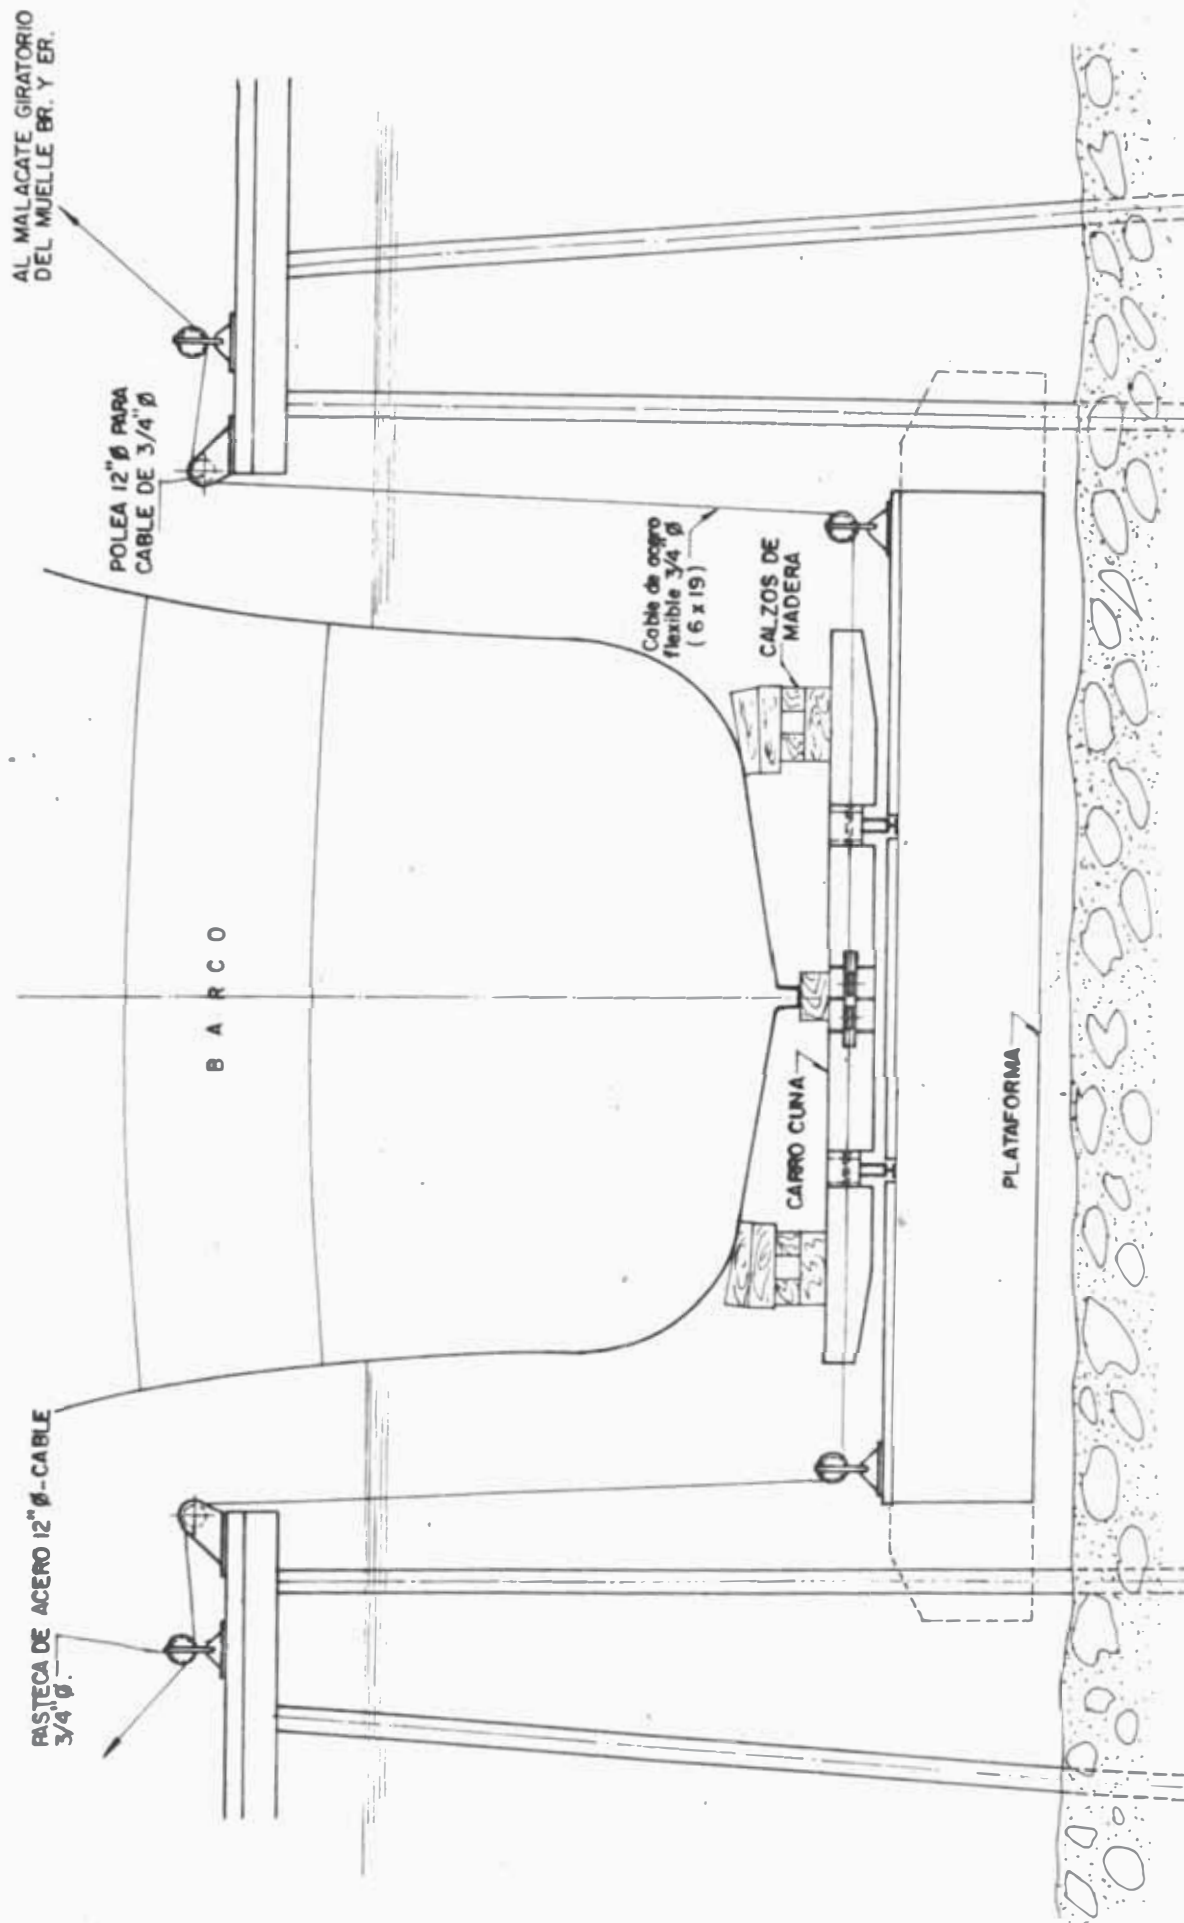 PASTECA DE ACERO 12" Ø-CABLE
3/4" Ø.
AL MALACATE GIRATORIO
DEL MUELLE BR. Y ER.
POLEA 12" Ø PARA
CABLE DE 3/4" Ø
BARCO
Cable de acero
flexible 3/4 Ø
( 6 x 19 )
CALZOS DE
MADERA
CARRO CUNA
PLATAFORMA